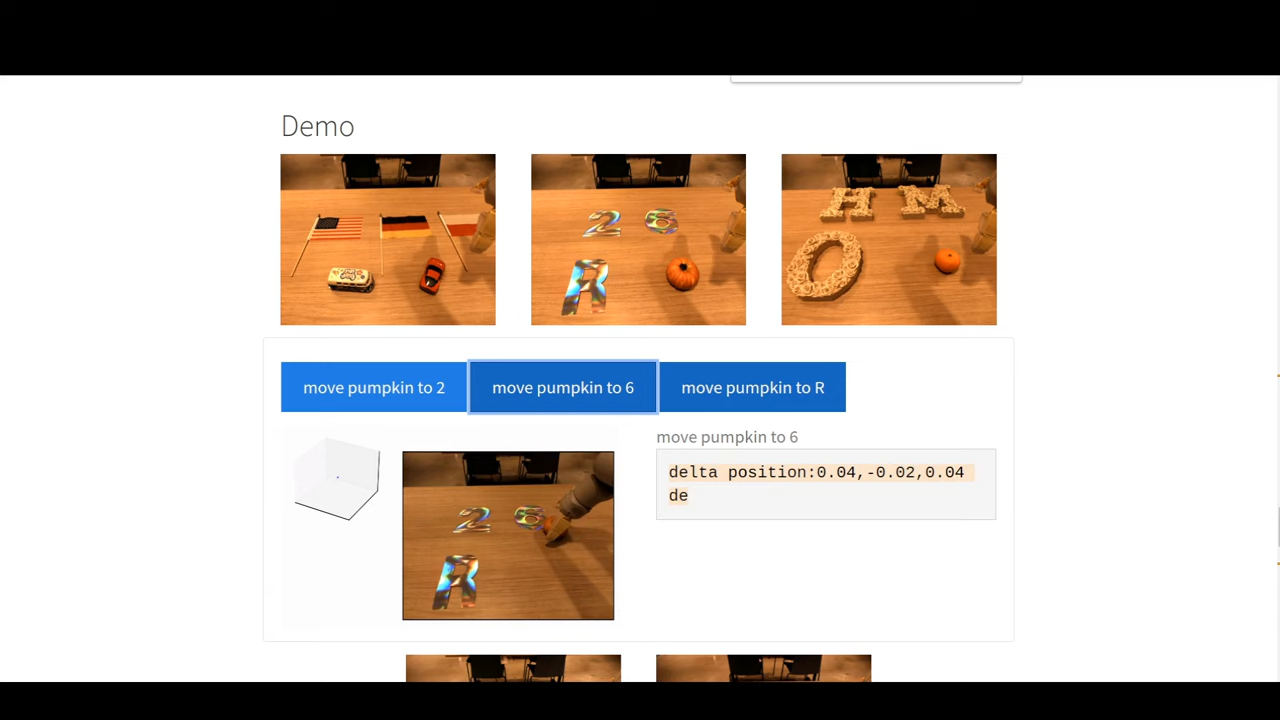 Demo
2 6
R
H M
O
move pumpkin to 2
move pumpkin to 6
move pumpkin to R
move pumpkin to 6
delta position:0.04,-0.02,0.04
de
2 6
R